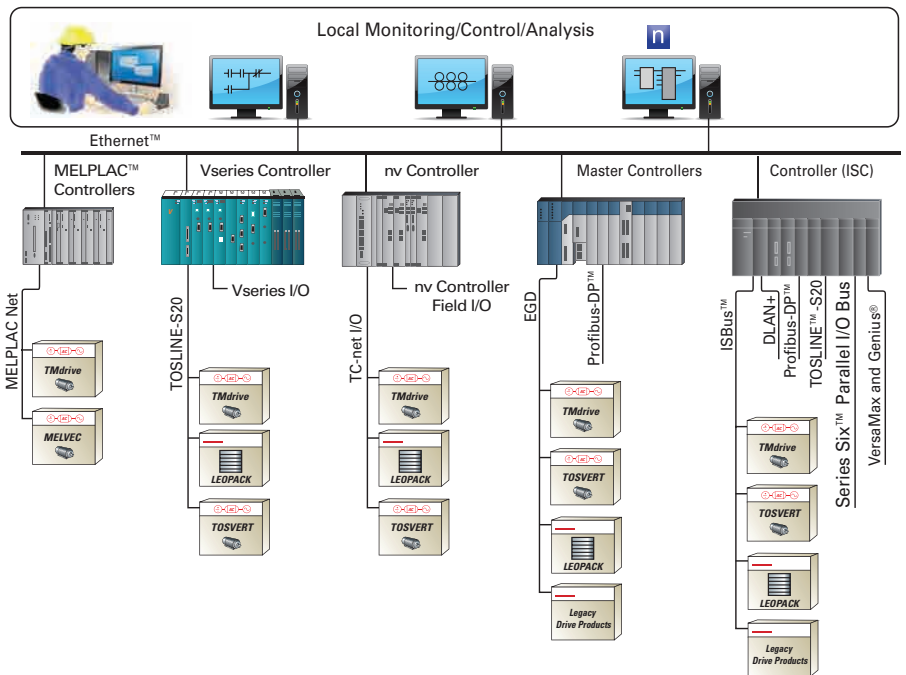 Local Monitoring/Control/Analysis
n
Ethernet™
MELPLAC™
Controllers
Vseries Controller
nv Controller
Master Controllers
Controller (ISC)
MELPLAC Net
TMdrive
MELVEC
TOSLINE-S20
Vseries I/O
TMdrive
LEOPACK
TOSVERT
TC-net I/O
nv Controller
Field I/O
TMdrive
LEOPACK
TOSVERT
EGD
Profibus-DP™
TMdrive
TOSVERT
LEOPACK
Legacy
Drive Products
ISBus™
DLAN+
Profibus-DP™
TOSLINE™-S20
Series Six™ Parallel I/O Bus
VersaMax and Genius®
TMdrive
TOSVERT
LEOPACK
Legacy
Drive Products